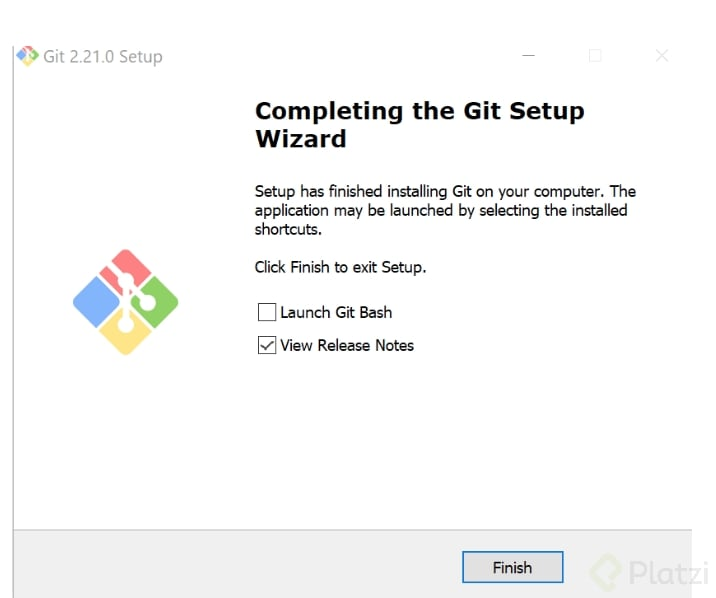 Git 2.21.0 Setup
Completing the Git Setup
Wizard
Setup has finished installing Git on your computer. The
application may be launched by selecting the installed
shortcuts.
Click Finish to exit Setup.
Launch Git Bash
View Release Notes
Finish
Platzi